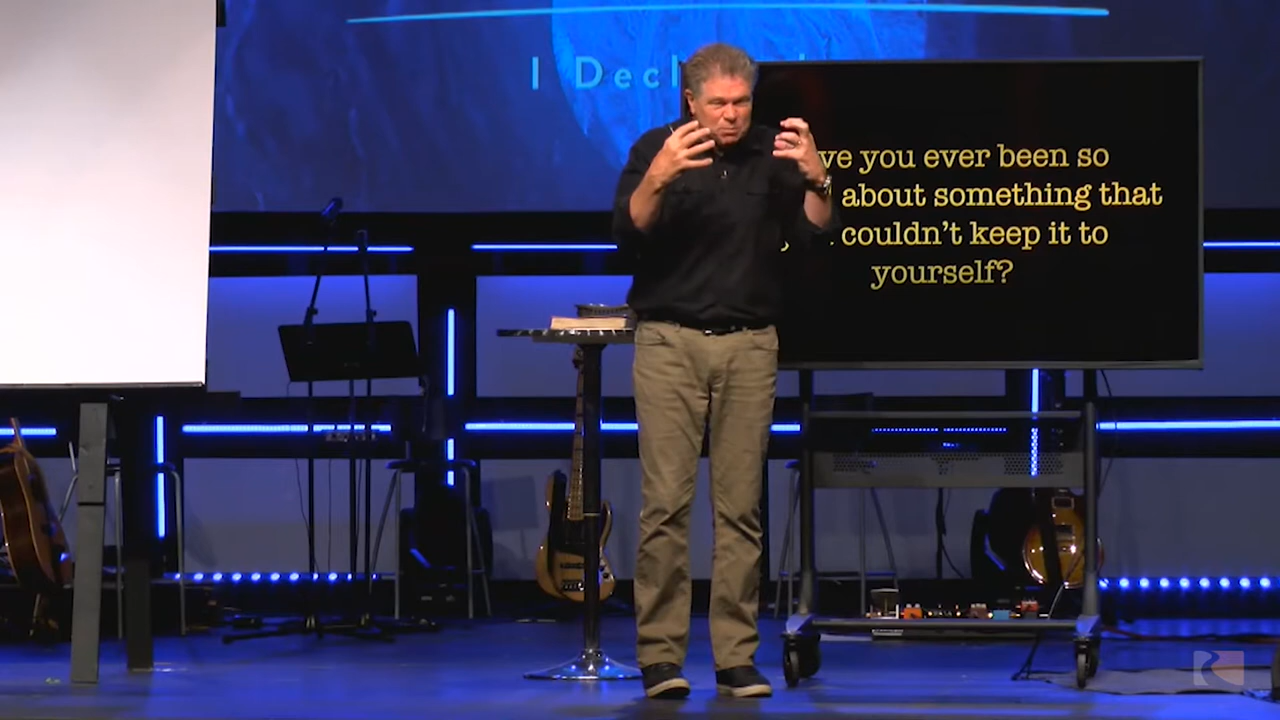 I Decl
ve you ever been so
about something that
couldn't keep it to
yourself?